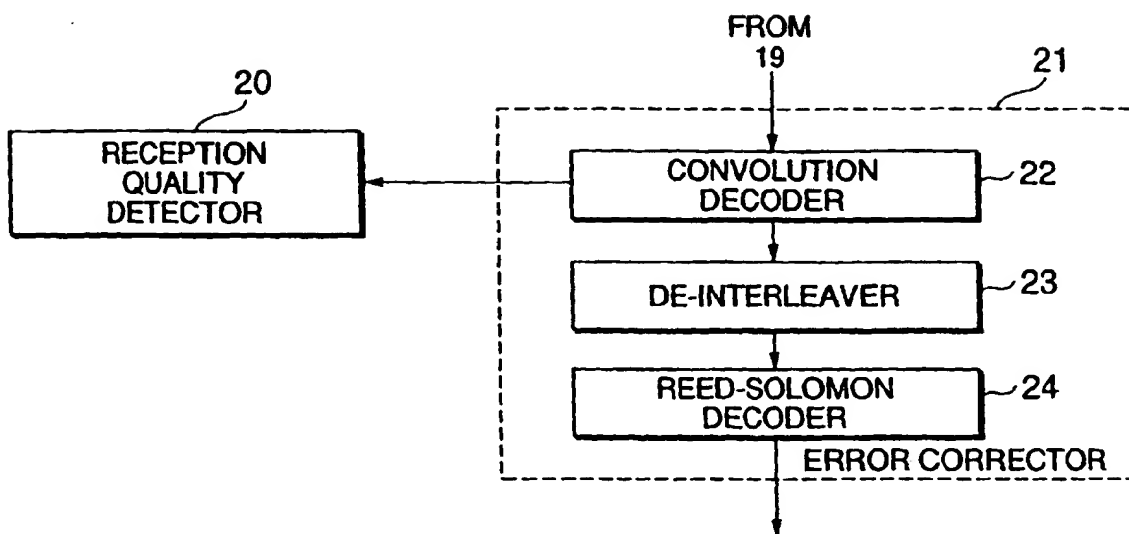 FROM
19
21
20
RECEPTION
QUALITY
DETECTOR
CONVOLUTION
DECODER
22
DE-INTERLEAVER
23
REED-SOLOMON
DECODER
24
ERROR CORRECTOR